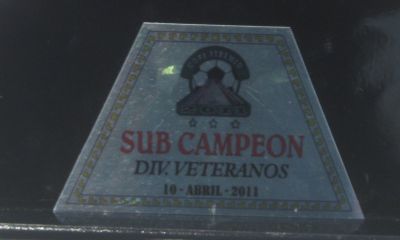 SUB CAMPEON
DIV. VETERANOS
10 - ABRIL - 2011